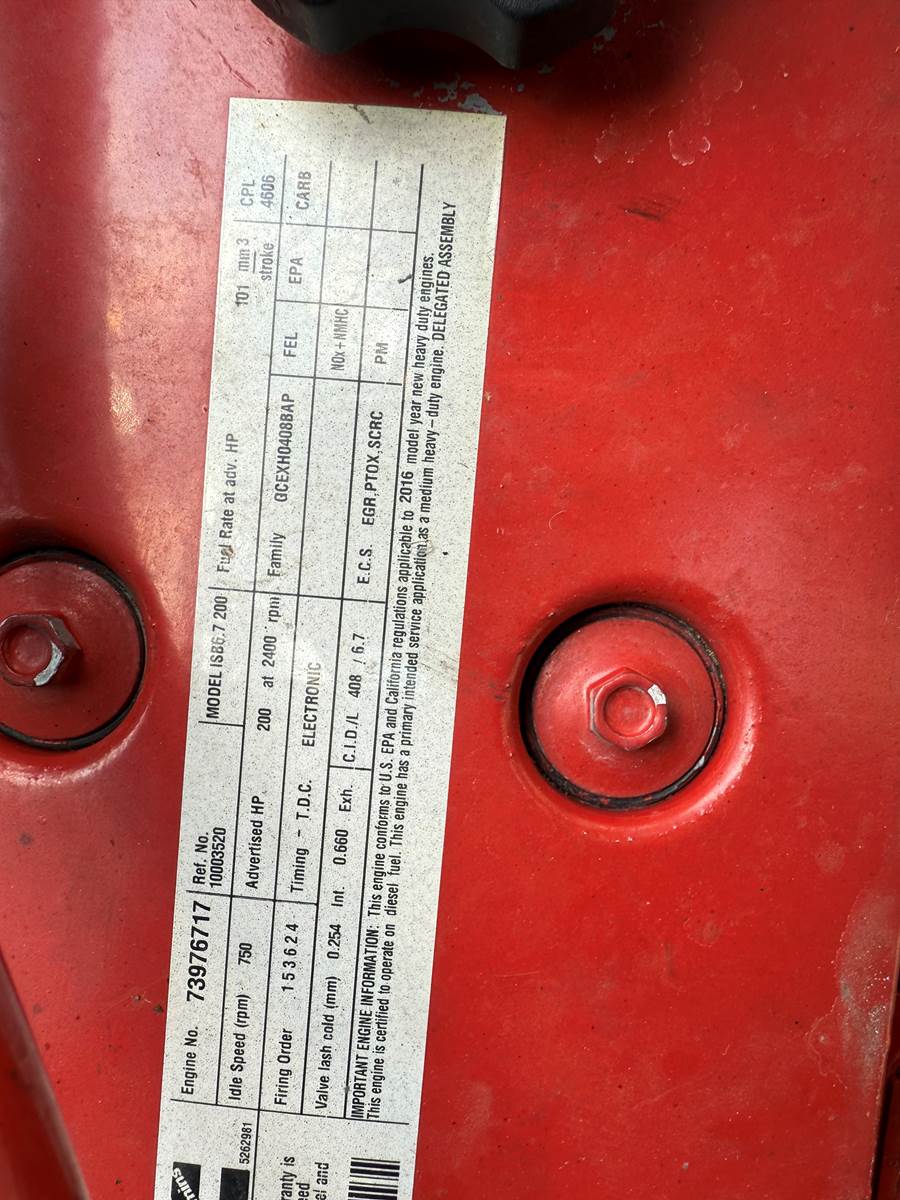 Engine No. 73976717 Ref. No. MODEL ISB6.7 200 Fuel Rate at adv. HP 101 mm3 CPL
10003520 stroke 4606
Idle Speed (rpm) 750 Advertised HP 200 at 2400 rpm Family GCEXH0408BAP FEL EPA CARB
Firing Order 1 5 3 6 2 4 Timing - T.D.C. ELECTRONIC NOx+NMHC
Valve lash cold (mm) 0.254 Int. 0.660 Exh. C.I.D./L 408 / 6.7 E.C.S. EGR,PTOX,SCRC PM
IMPORTANT ENGINE INFORMATION: This engine conforms to U.S. EPA and California regulations applicable to 2016 model year new heavy duty engines.
This engine is certified to operate on diesel fuel. This engine has a primary intended service application as a medium heavy-duty engine. DELEGATED ASSEMBLY
5262981